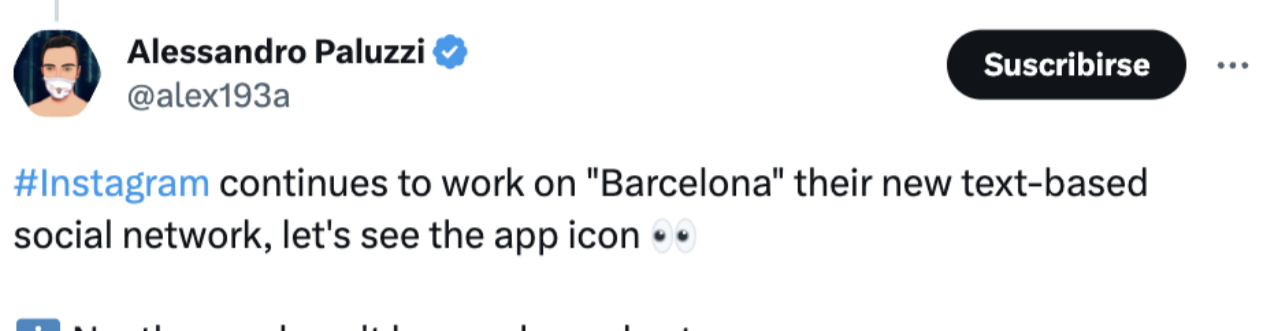 Alessandro Paluzzi
@alex193a
Suscribirse
#Instagram continues to work on "Barcelona" their new text-based
social network, let's see the app icon 👀